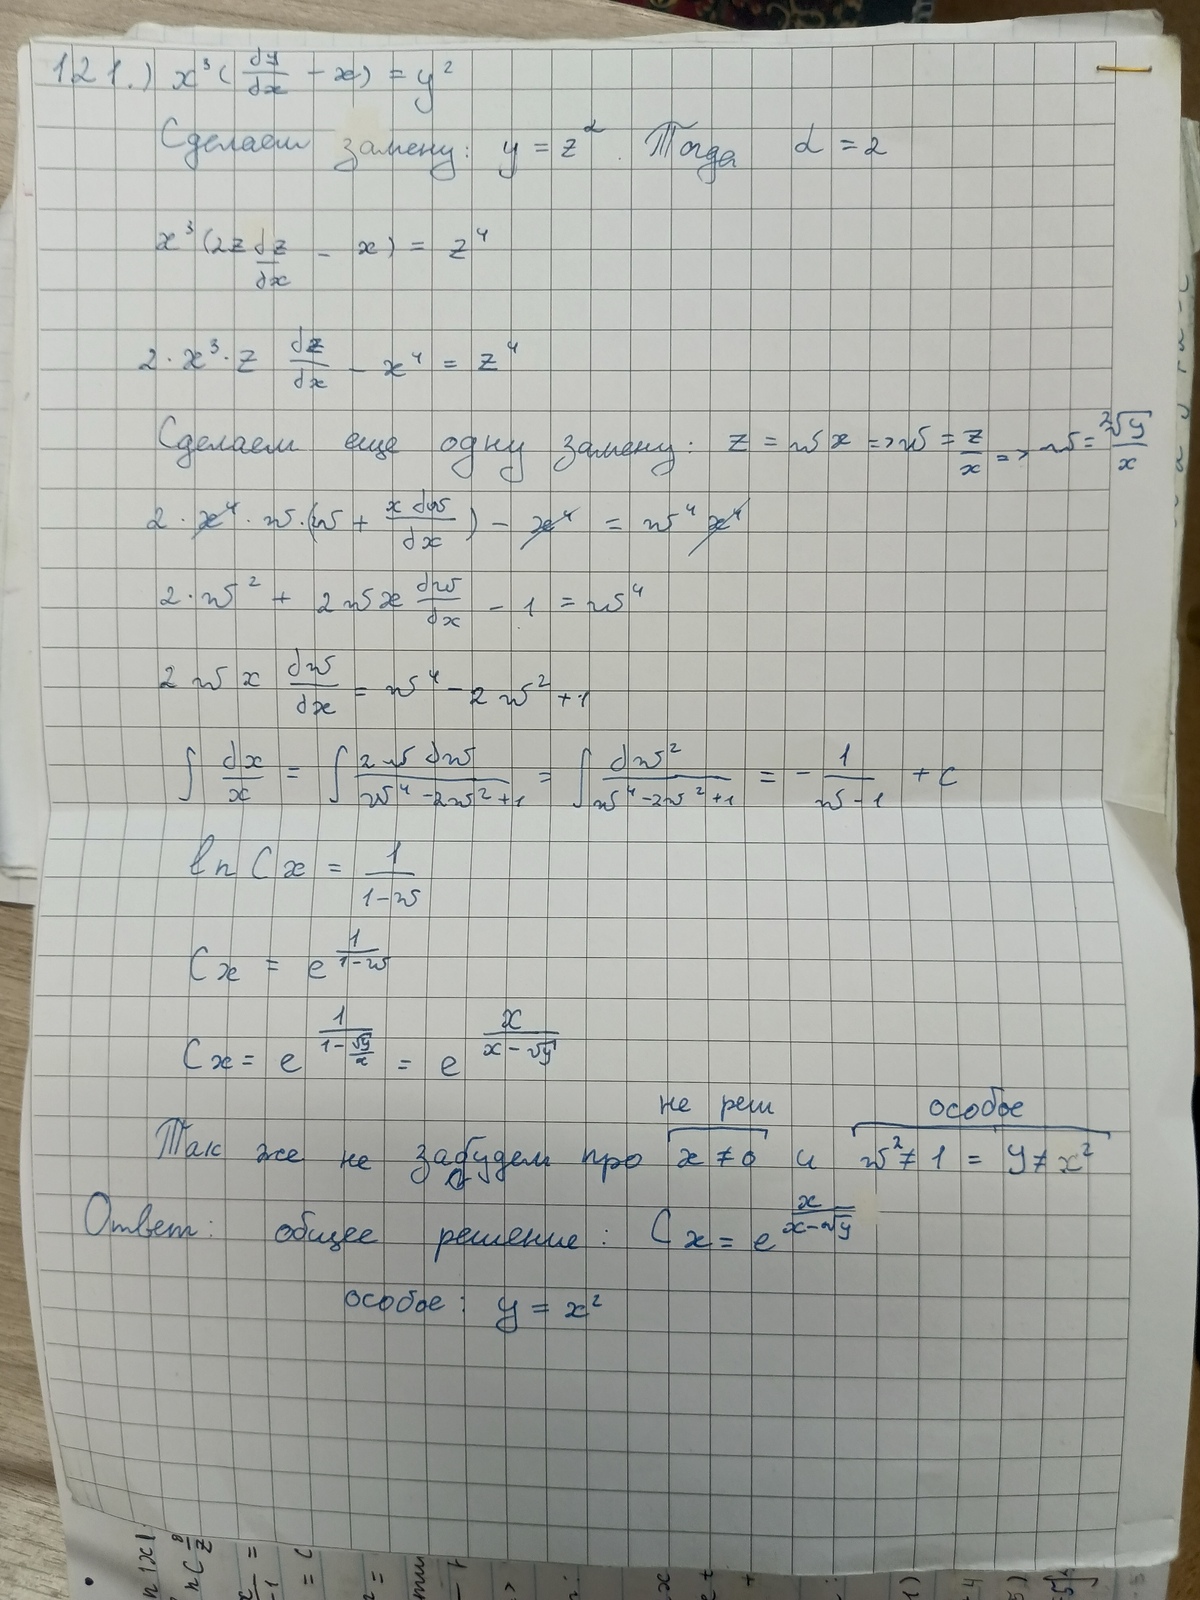 121.) x³(dy/dx - x) = y²
Сделаем замену: y = z^α. Тогда α = 2
x³(2z dz/dx - x) = z⁴
2·x³·z dz/dx - x⁴ = z⁴
Сделаем еще одну замену: z = wx => w = z/x => w = ²√y/x
2·x⁴·w·(w + x dw/dx) - x⁴ = w⁴x⁴
2·w² + 2wx dw/dx - 1 = w⁴
2wx dw/dx = w⁴ - 2w² + 1
∫ dx/x = ∫ 2w dw/(w⁴ - 2w² + 1) = ∫ dw²/(w⁴ - 2w² + 1) = - 1/(w - 1) + c
ln Cx = 1/(1 - w)
Cx = e^(1/(1 - w))
Cx = e^(1/(1 - √y/x)) = e^(x/(x - √y))
не реш особое
Так же не забудем про x ≠ 0 и w² ≠ 1 = y ≠ x²
Ответ: общее решение: Cx = e^(x/(x - √y))
особое: y = x²